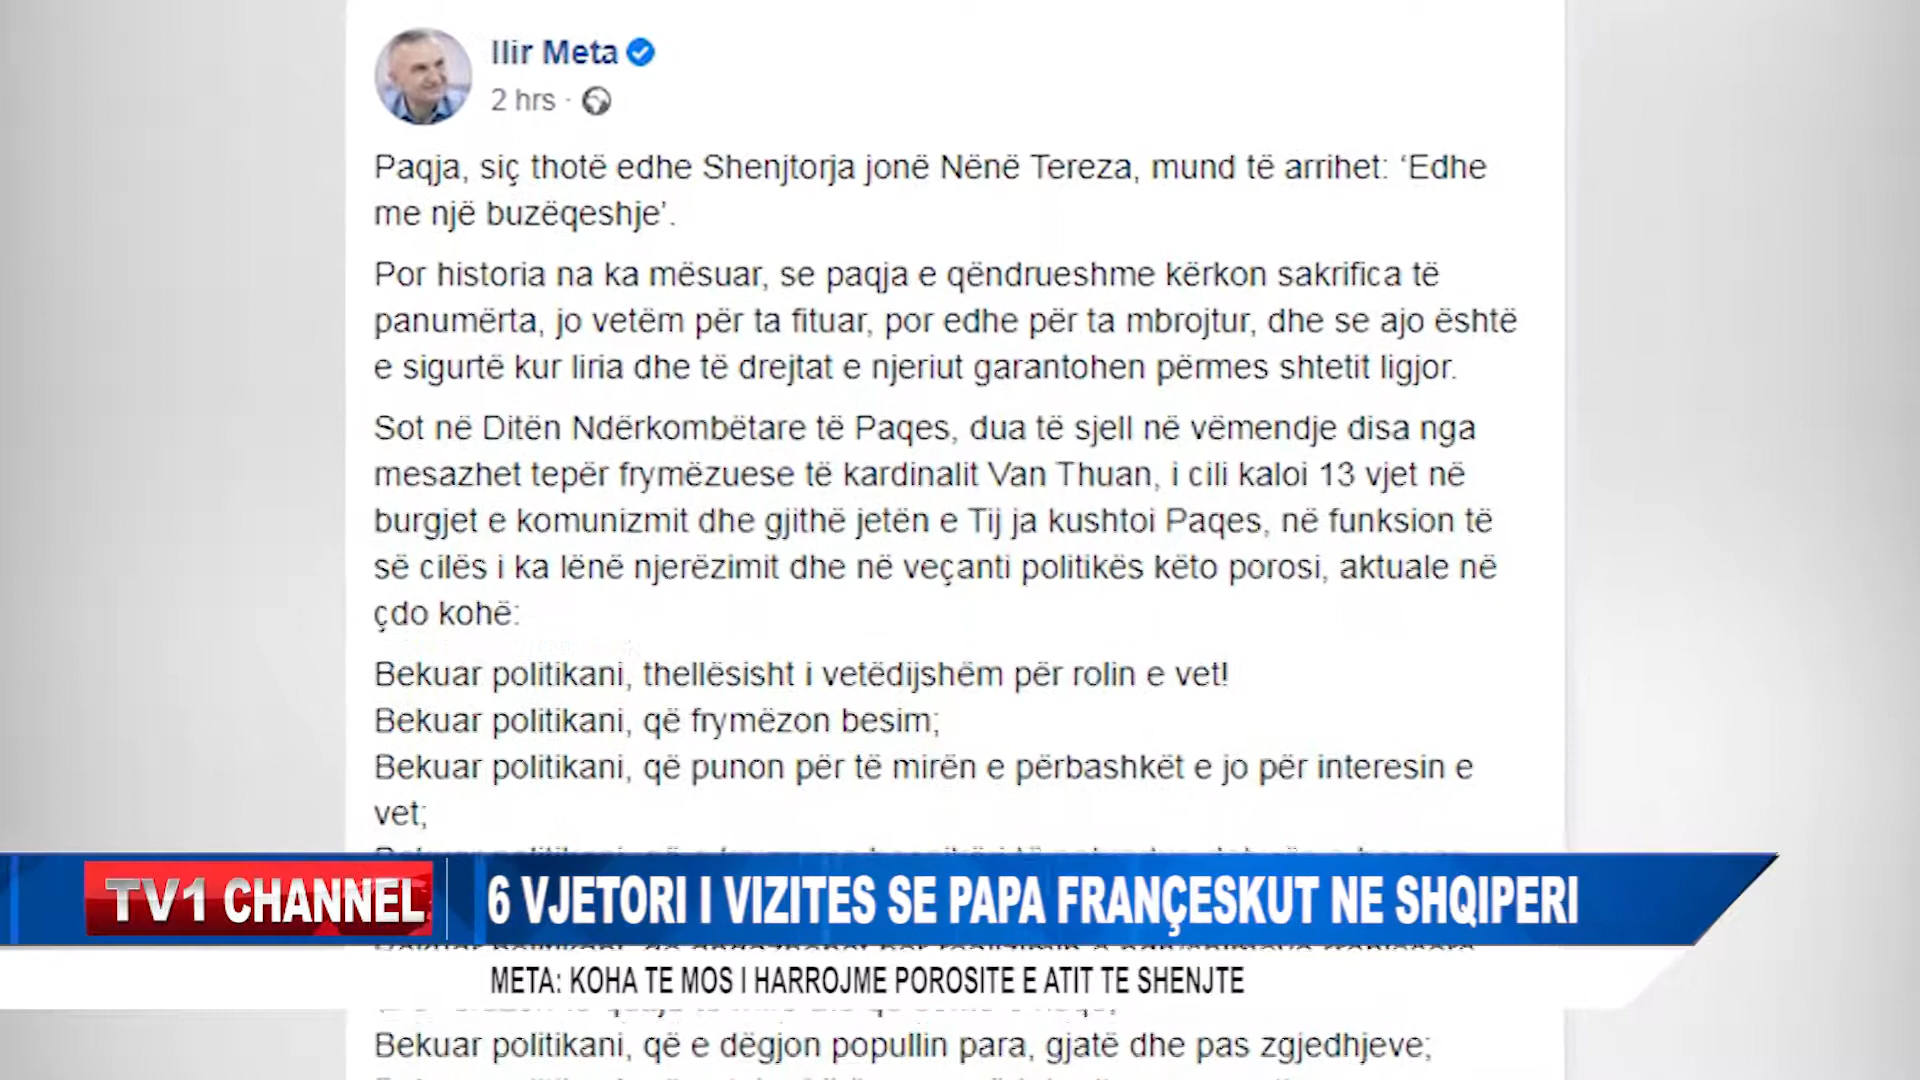 Ilir Meta
2 hrs ·
Paqja, siç thotë edhe Shenjtorja jonë Nënë Tereza, mund të arrihet: ‘Edhe
me një buzëqeshje’.
Por historia na ka mësuar, se paqja e qëndrueshme kërkon sakrifica të
panumërta, jo vetëm për ta fituar, por edhe për ta mbrojtur, dhe se ajo është
e sigurtë kur liria dhe të drejtat e njeriut garantohen përmes shtetit ligjor.
Sot në Ditën Ndërkombëtare të Paqes, dua të sjell në vëmendje disa nga
mesazhet tepër frymëzuese të kardinalit Van Thuan, i cili kaloi 13 vjet në
burgjet e komunizmit dhe gjithë jetën e Tij ja kushtoi Paqes, në funksion të
së cilës i ka lënë njerëzimit dhe në veçanti politikës këto porosi, aktuale në
çdo kohë:
Bekuar politikani, thellësisht i vetëdijshëm për rolin e vet!
Bekuar politikani, që frymëzon besim;
Bekuar politikani, që punon për të mirën e përbashkët e jo për interesin e
vet;
TV1 CHANNEL
6 VJETORI I VIZITES SE PAPA FRANÇESKUT NE SHQIPERI
META: KOHA TE MOS I HARROJME POROSITE E ATIT TE SHENJTE
Bekuar politikani, që e dëgjon popullin para, gjatë dhe pas zgjedhjeve;